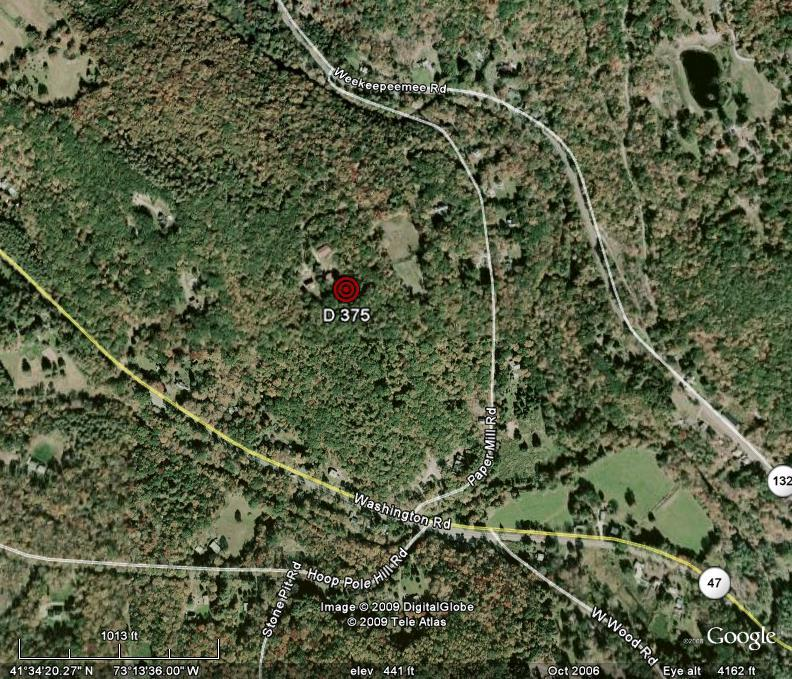 Weekeepeemee Rd
D 375
Paper Mill Rd
132
Washington Rd
47
Hoop Pole Hill Rd
Stone Pit Rd
W Wood Rd
Image © 2009 DigitalGlobe
© 2009 Tele Atlas
©2008 Google
1013 ft
41°34'20.27" N 73°13'36.00" W elev 441 ft Oct 2006 Eye alt 4162 ft